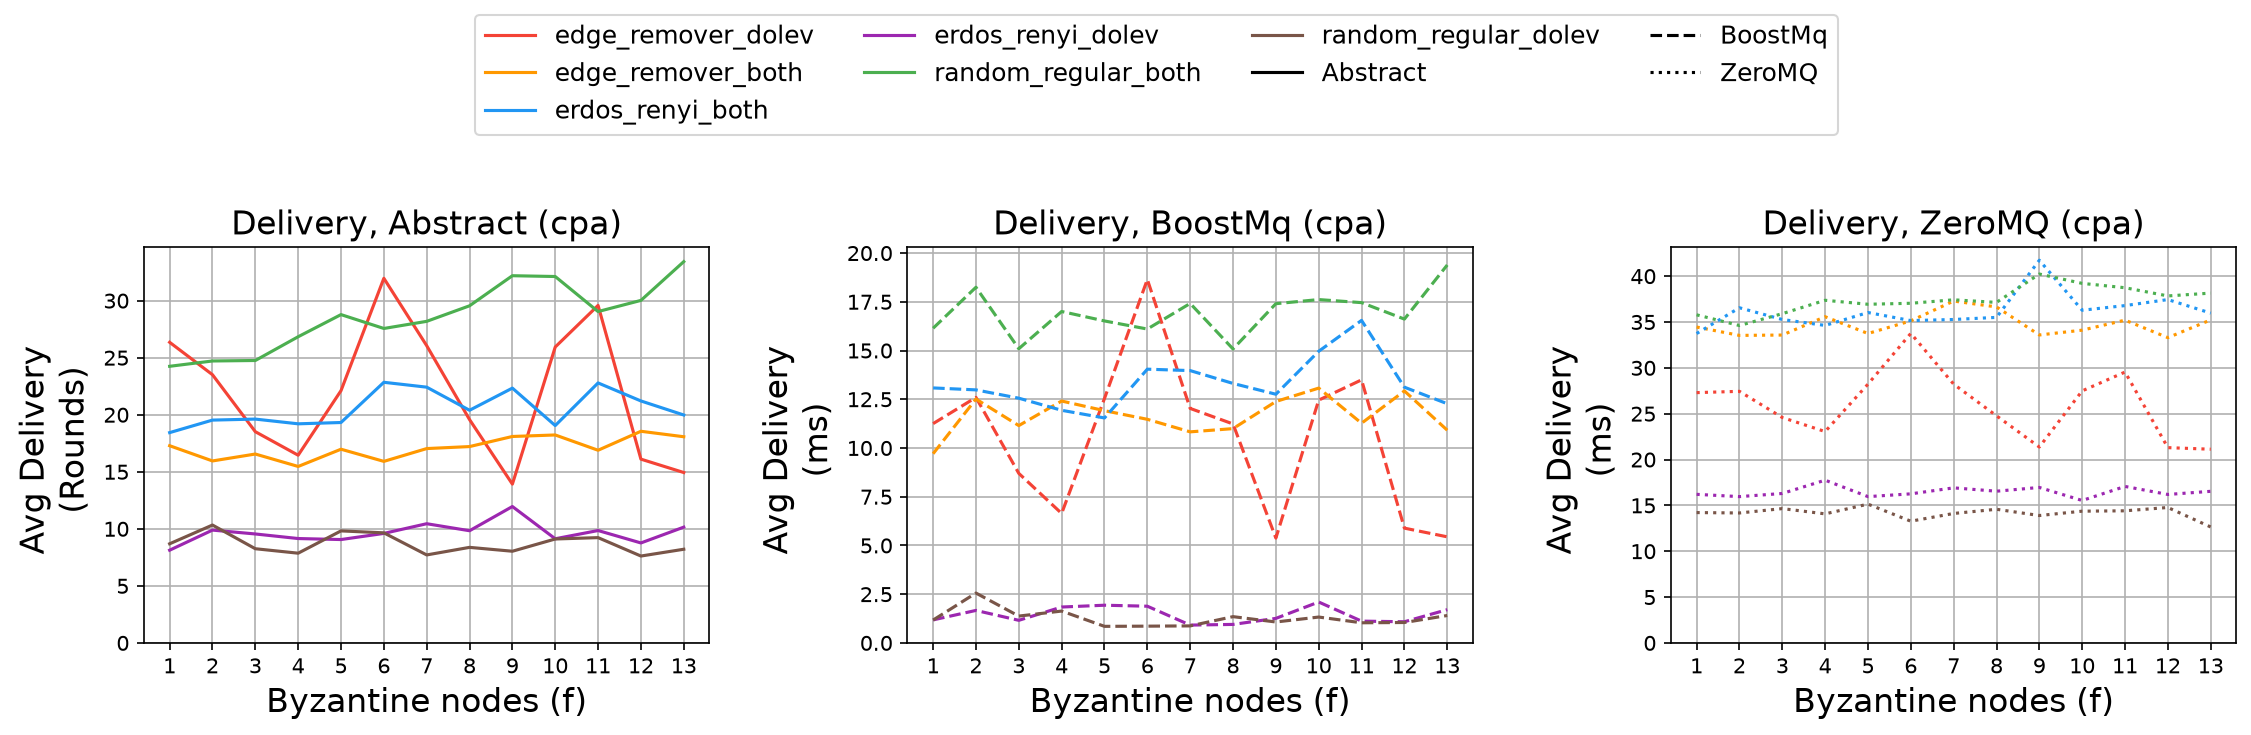 edge_remover_dolev
edge_remover_both
erdos_renyi_both
erdos_renyi_dolev
random_regular_both
random_regular_dolev
Abstract
BoostMq
ZeroMQ
Delivery, Abstract (cpa)
Avg Delivery
(Rounds)
30
25
20
15
10
5
0
1 2 3 4 5 6 7 8 9 10 11 12 13
Byzantine nodes (f)
Delivery, BoostMq (cpa)
Avg Delivery
(ms)
20.0
17.5
15.0
12.5
10.0
7.5
5.0
2.5
0.0
1 2 3 4 5 6 7 8 9 10 11 12 13
Byzantine nodes (f)
Delivery, ZeroMQ (cpa)
Avg Delivery
(ms)
40
35
30
25
20
15
10
5
0
1 2 3 4 5 6 7 8 9 10 11 12 13
Byzantine nodes (f)